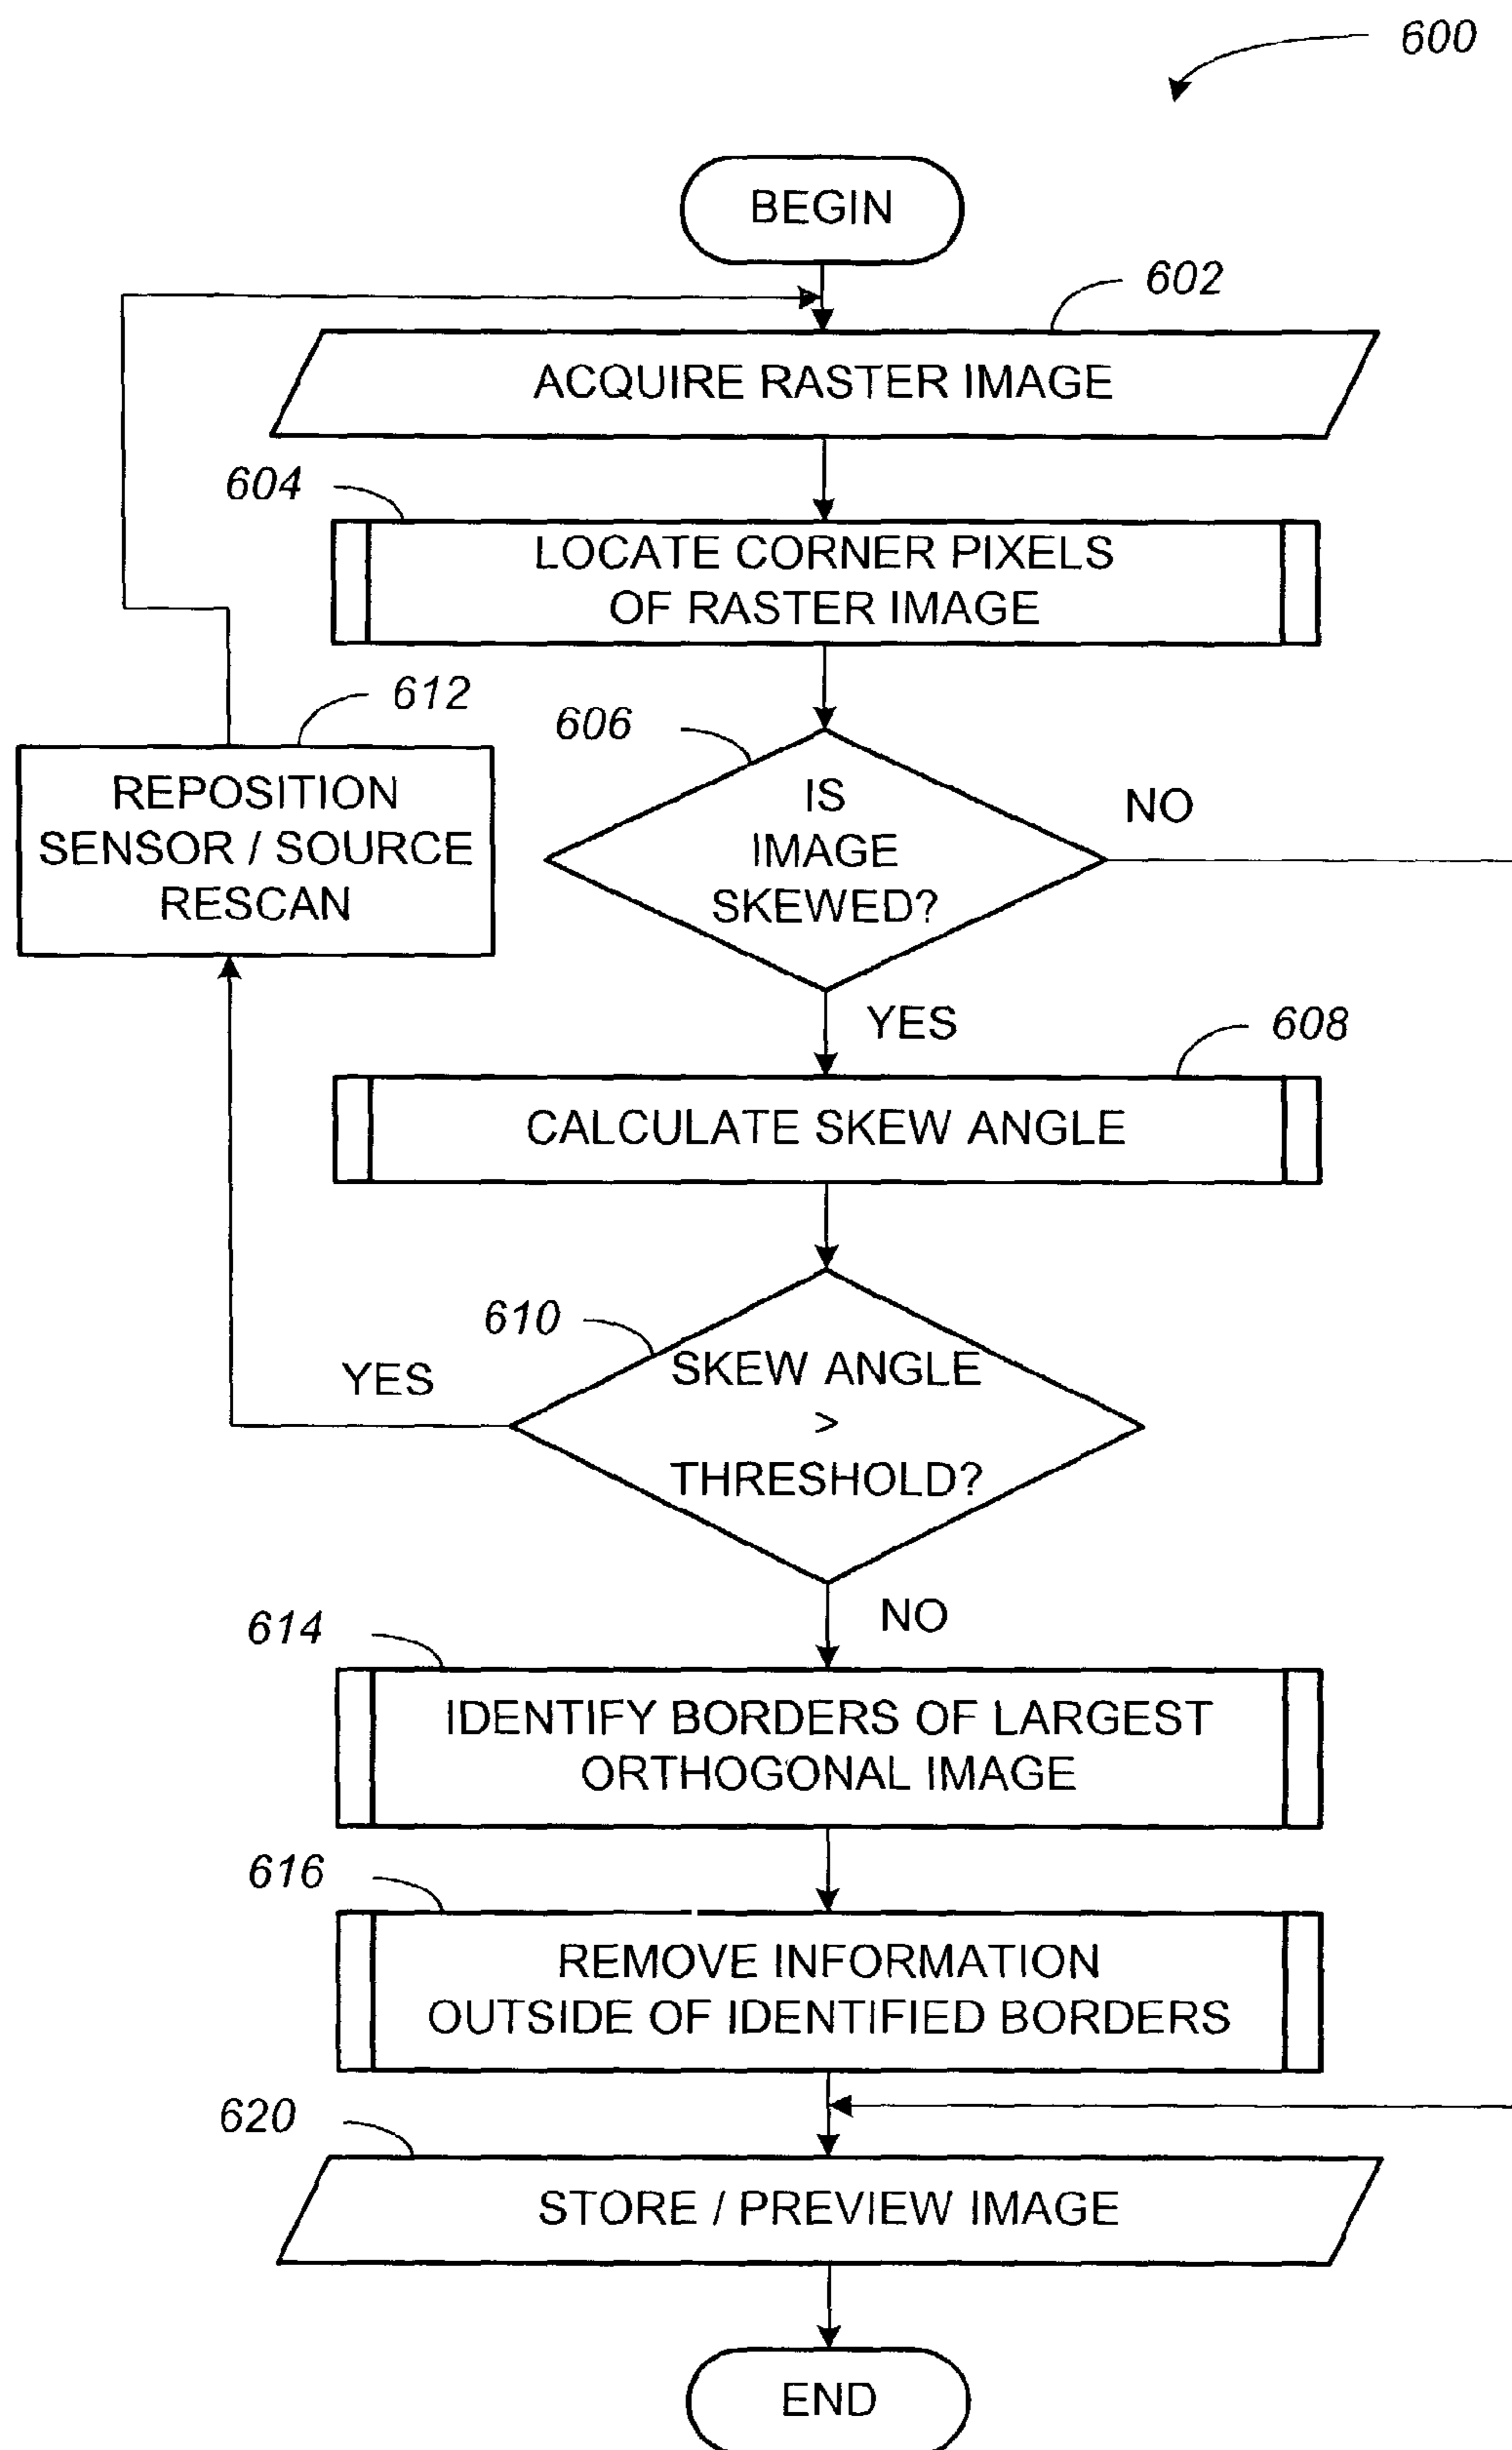 600
BEGIN
602
ACQUIRE RASTER IMAGE
604
LOCATE CORNER PIXELS
OF RASTER IMAGE
612
REPOSITION
SENSOR / SOURCE
RESCAN
606
IS
IMAGE
SKEWED?
NO
YES
608
CALCULATE SKEW ANGLE
610
SKEW ANGLE
>
THRESHOLD?
YES
NO
614
IDENTIFY BORDERS OF LARGEST
ORTHOGONAL IMAGE
616
REMOVE INFORMATION
OUTSIDE OF IDENTIFIED BORDERS
620
STORE / PREVIEW IMAGE
END